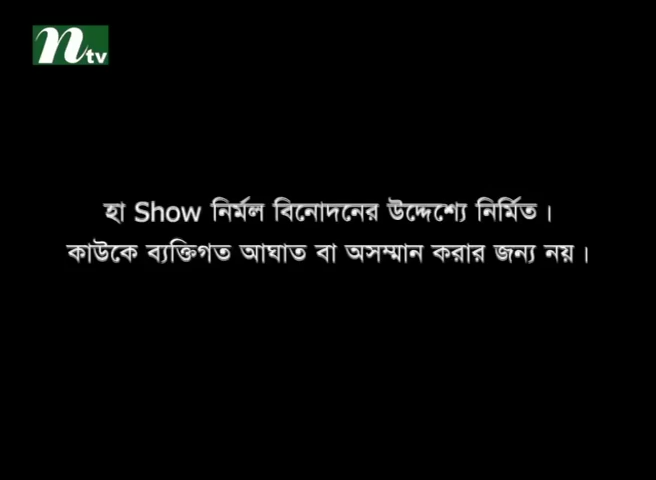 ntv
হা Show নির্মল বিনোদনের উদ্দেশ্যে নির্মিত।
কাউকে ব্যক্তিগত আঘাত বা অসম্মান করার জন্য নয়।